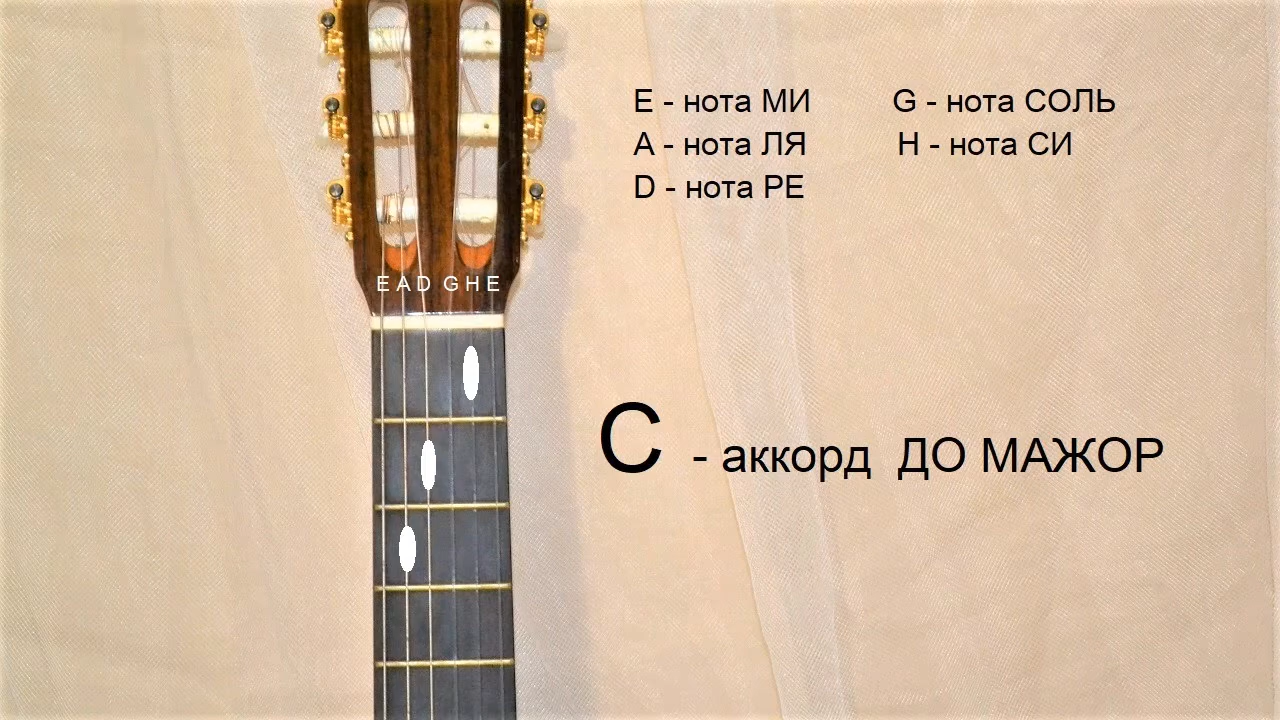 E - нота МИ
A - нота ЛЯ
D - нота РЕ
G - нота СОЛЬ
H - нота СИ
E A D G H E
C - аккорд ДО МАЖОР